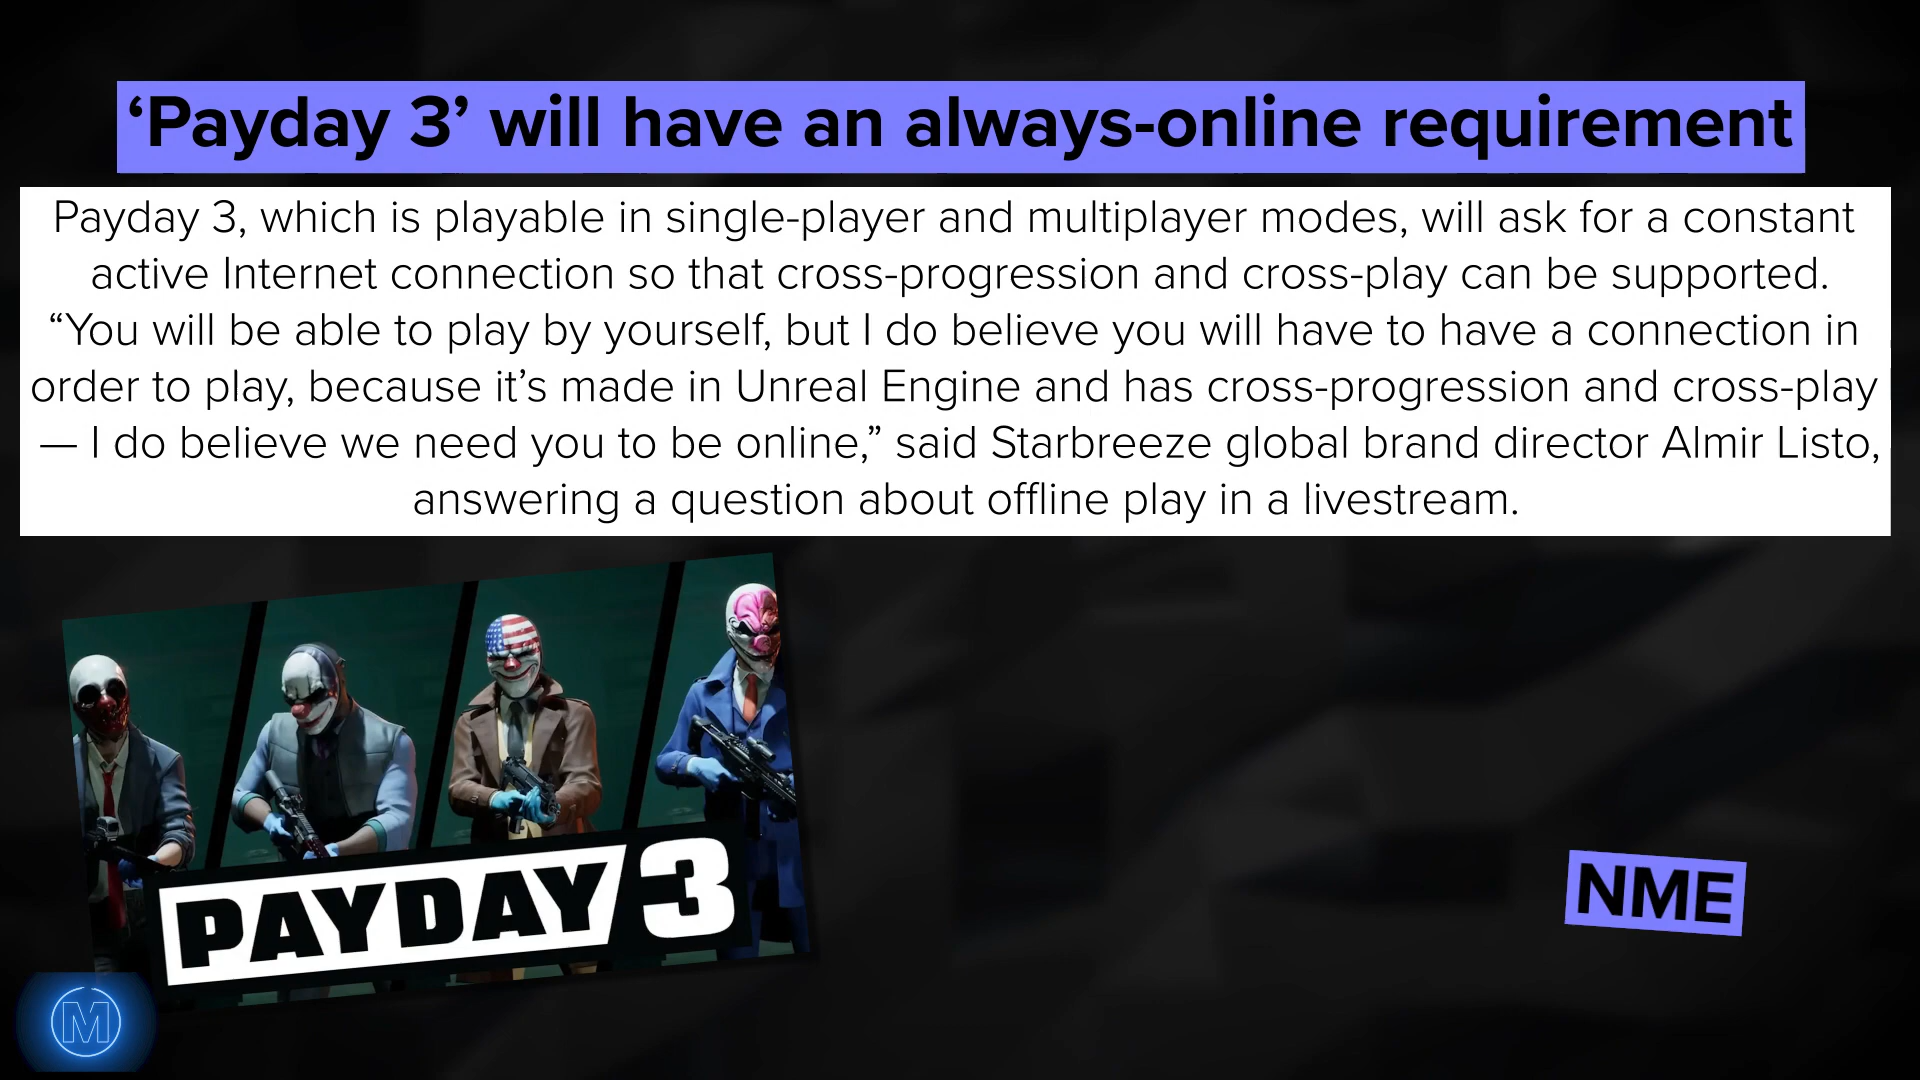 ‘Payday 3’ will have an always-online requirement
Payday 3, which is playable in single-player and multiplayer modes, will ask for a constant
active Internet connection so that cross-progression and cross-play can be supported.
“You will be able to play by yourself, but I do believe you will have to have a connection in
order to play, because it’s made in Unreal Engine and has cross-progression and cross-play
— I do believe we need you to be online,” said Starbreeze global brand director Almir Listo,
answering a question about offline play in a livestream.
PAYDAY 3
NME
M